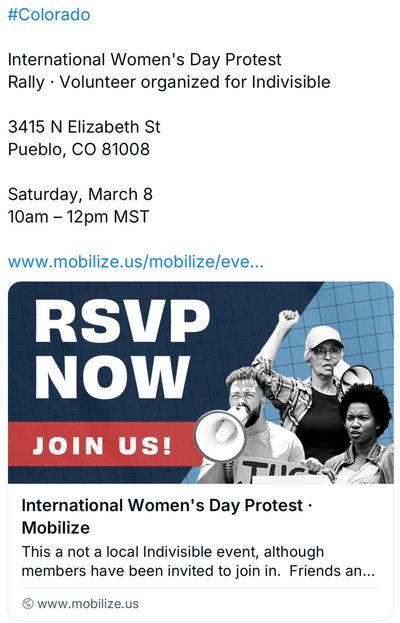 #Colorado
International Women's Day Protest
Rally · Volunteer organized for Indivisible
3415 N Elizabeth St
Pueblo, CO 81008
Saturday, March 8
10am – 12pm MST
www.mobilize.us/mobilize/eve...
RSVP
NOW
JOIN US!
International Women's Day Protest ·
Mobilize
This a not a local Indivisible event, although
members have been invited to join in.  Friends an...
www.mobilize.us